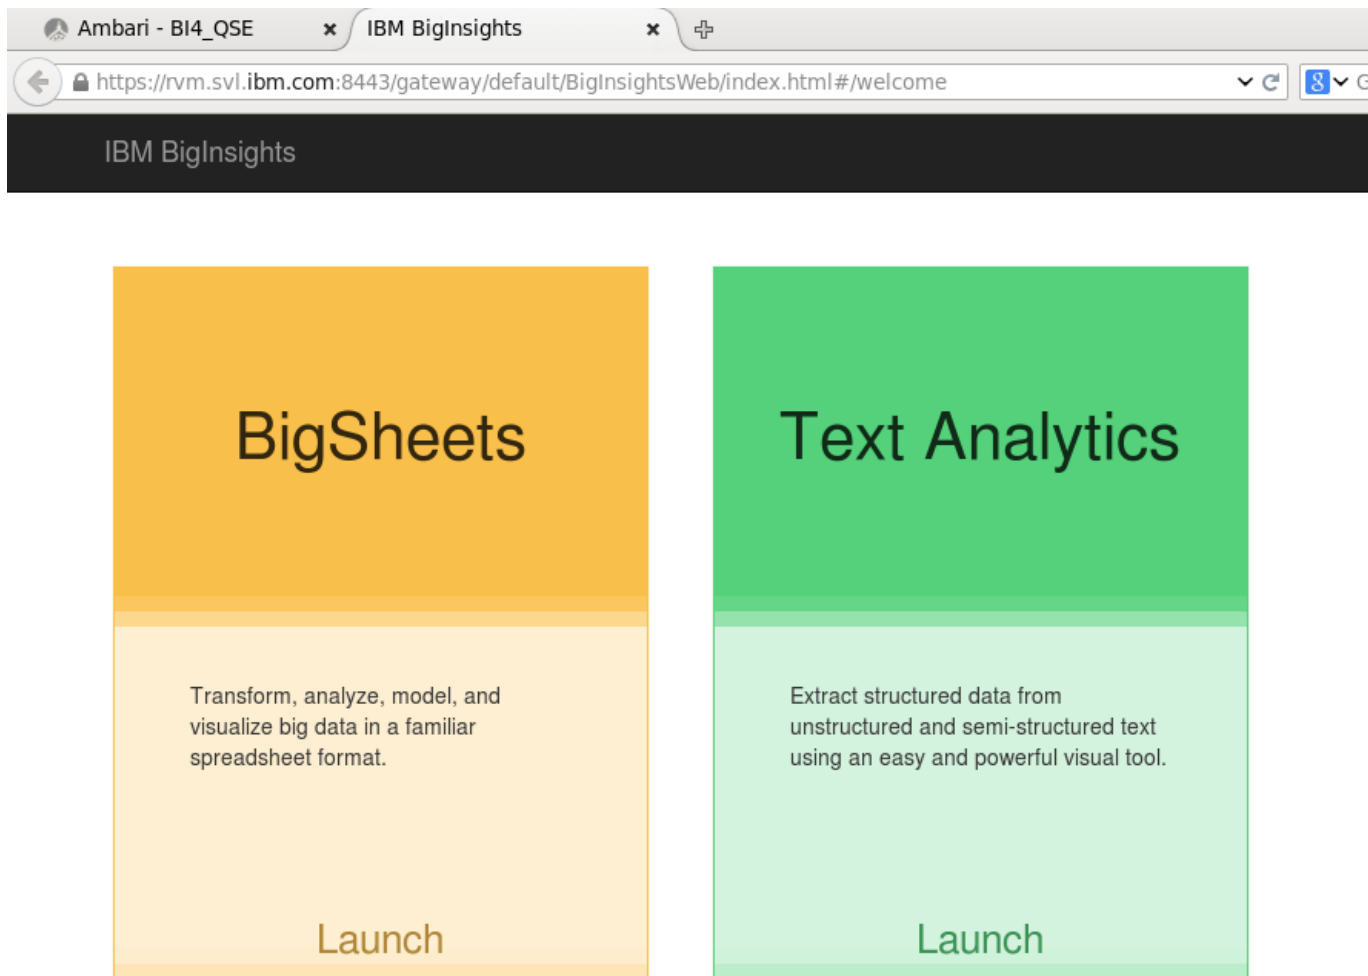 Ambari - BI4_QSE
IBM BigInsights
https://rvm.svl.ibm.com:8443/gateway/default/BigInsightsWeb/index.html#/welcome
8
G
IBM BigInsights
BigSheets
Transform, analyze, model, and
visualize big data in a familiar
spreadsheet format.
Launch
Text Analytics
Extract structured data from
unstructured and semi-structured text
using an easy and powerful visual tool.
Launch